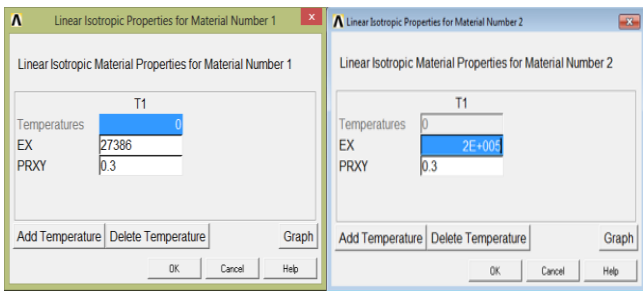 Linear Isotropic Properties for Material Number 1
Linear Isotropic Material Properties for Material Number 1
T1
Temperatures 0
EX 27386
PRXY 0.3
Add Temperature Delete Temperature Graph
OK Cancel Help
Linear Isotropic Properties for Material Number 2
Linear Isotropic Material Properties for Material Number 2
T1
Temperatures 0
EX 2E+005
PRXY 0.3
Add Temperature Delete Temperature Graph
OK Cancel Help